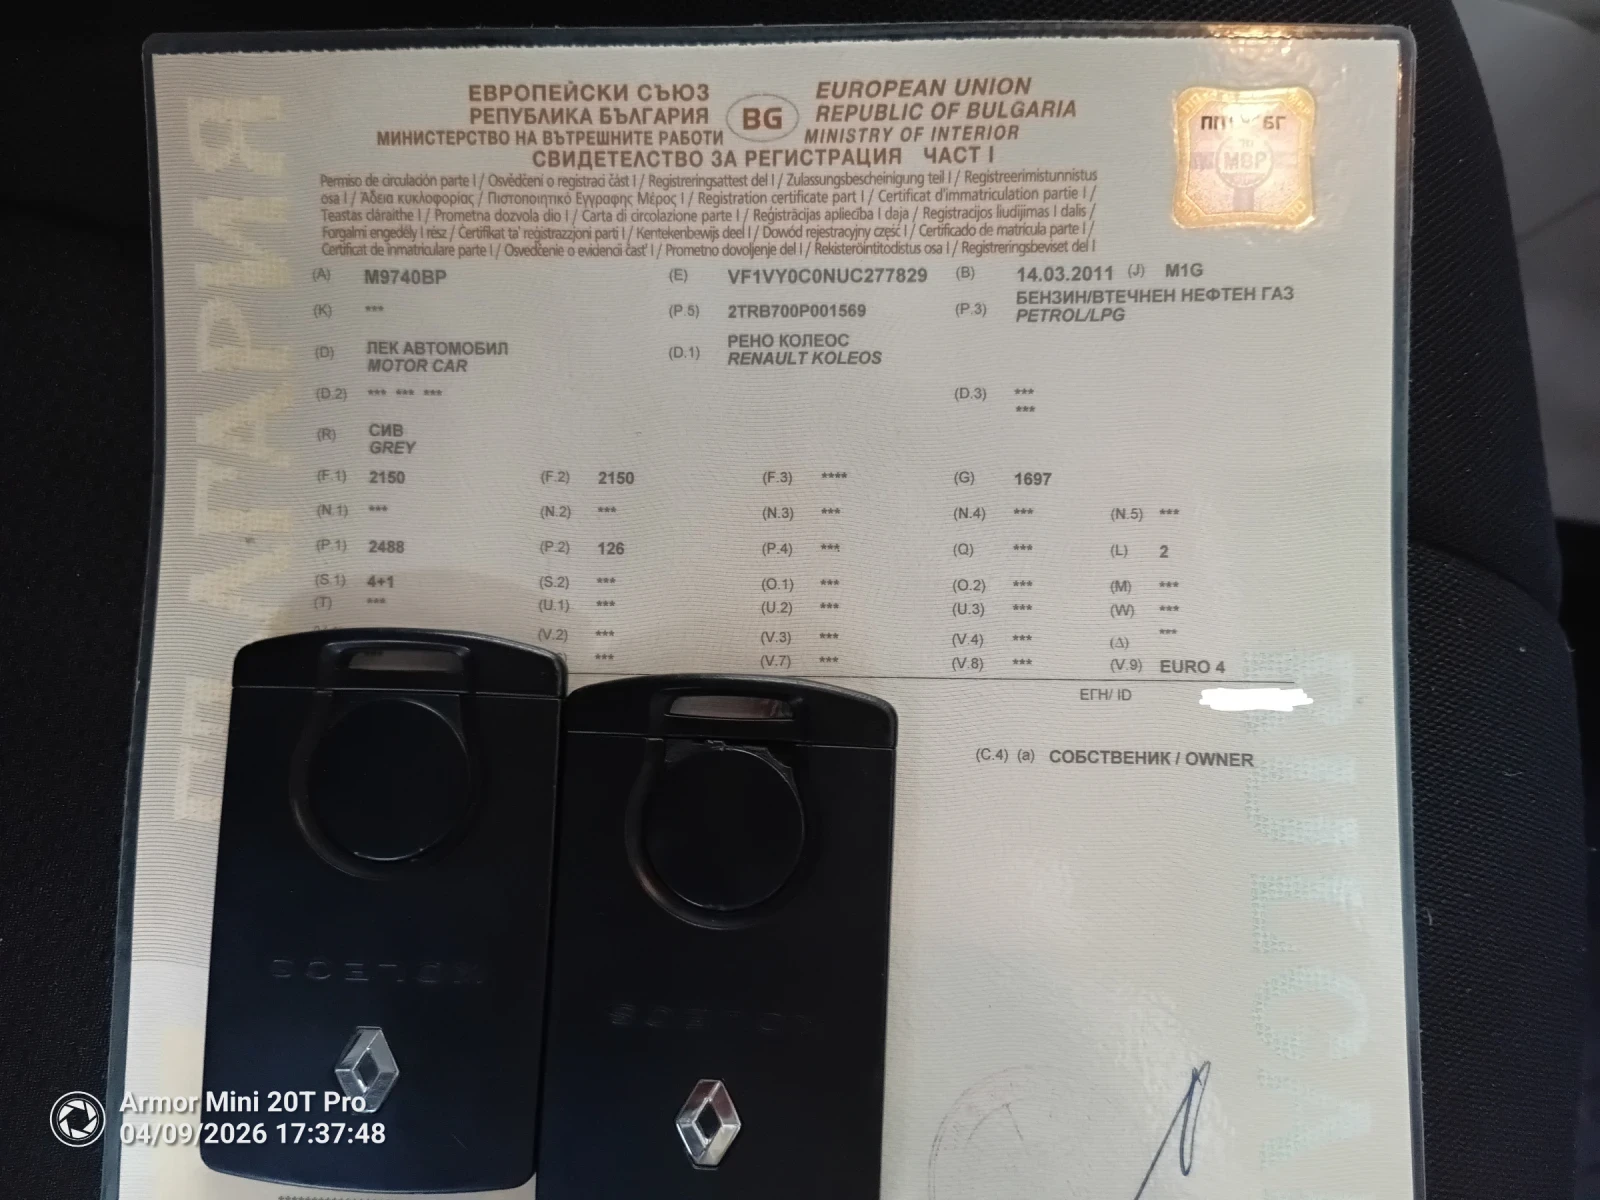 ЕВРОПЕЙСКИ СЪЮЗ
РЕПУБЛИКА БЪЛГАРИЯ
МИНИСТЕРСТВО НА ВЪТРЕШНИТЕ РАБОТИ
BG
EUROPEAN UNION
REPUBLIC OF BULGARIA
MINISTRY OF INTERIOR
СВИДЕТЕЛСТВО ЗА РЕГИСТРАЦИЯ ЧАСТ I
МВР
Permiso de circulación parte I / Osvědčení o registraci část I / Registreringsattest del I / Zulassungsbescheinigung teil I / Registreerimistunnistus
osa I / Άδεια κυκλοφορίας / Πιστοποιητικό Εγγραφης Μέρος I / Registration certificate part I / Certificat d'immatriculation partie I /
Teastas cláraithe I / Prometna dozvola dio I / Carta di circolazione parte I / Reģistrācijas apliecība I daļa / Registracijos liudijimas I dalis /
Forgalmi engedély I rész / Ċertifikat ta' reġistrazzjoni parti I / Kentekenbewijs deel I / Dowód rejestracyjny część I / Certificado de matrícula parte I /
Certificat de inmatriculare parte I / Osvedčenie o evidencii časť I / Prometno dovoljenje del I / Rekisteröintitodistus osa I / Registreringsbeviset del I
(A) M9740BP (E) VF1VY0C0NUC277829 (B) 14.03.2011 (J) M1G
(K) *** (P.5) 2TRB700P001569 (P.3) БЕНЗИН/ВТЕЧНЕН НЕФТЕН ГАЗ
PETROL/LPG
(D) ЛЕК АВТОМОБИЛ (D.1) РЕНО КОЛЕОС
MOTOR CAR RENAULT KOLEOS
(D.2) *** *** *** (D.3) ***
***
(R) СИВ
GREY
(F.1) 2150 (F.2) 2150 (F.3) **** (G) 1697
(N.1) *** (N.2) *** (N.3) *** (N.4) *** (N.5) ***
(P.1) 2488 (P.2) 126 (P.4) *** (Q) *** (L) 2
(S.1) 4+1 (S.2) *** (O.1) *** (O.2) *** (M) ***
(T) *** (U.1) *** (U.2) *** (U.3) *** (W) ***
(V.2) *** (V.3) *** (V.4) *** (Δ) ***
*** (V.7) *** (V.8) *** (V.9) EURO 4
ЕГН/ ID
(C.4) (a) СОБСТВЕНИК / OWNER
Armor Mini 20T Pro
04/09/2026 17:37:48